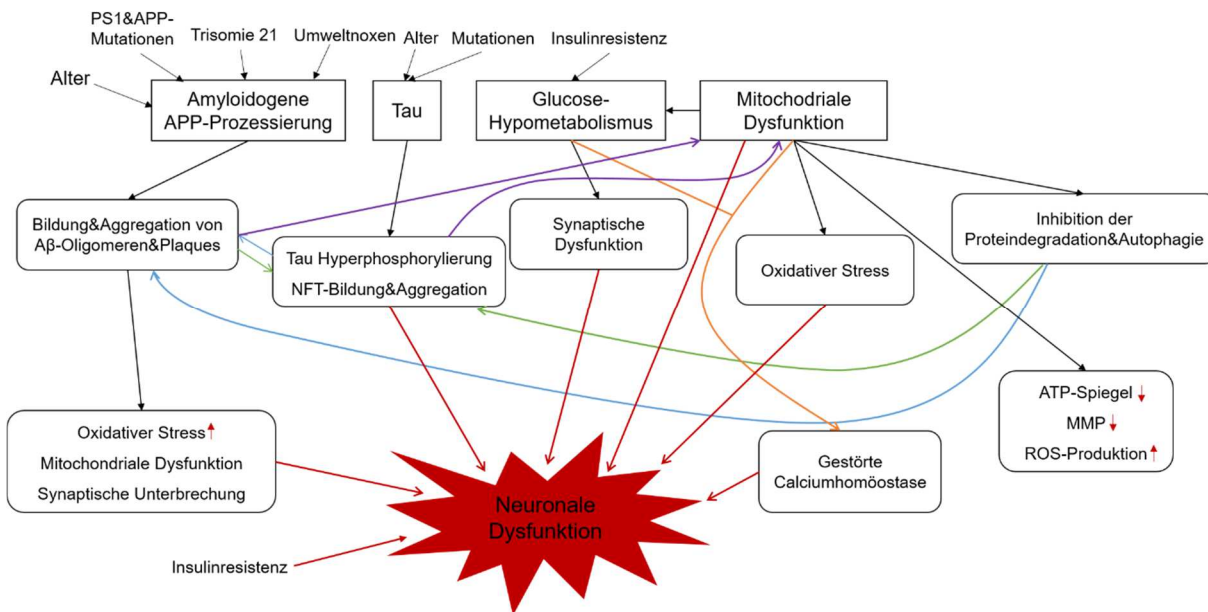 PS1&APP-
Mutationen
Trisomie 21
Umweltnoxen
Alter
Mutationen
Insulinresistenz
Alter
Amyloidogene
APP-Prozessierung
Tau
Glucose-
Hypometabolismus
Mitochodriale
Dysfunktion
Bildung&Aggregation von
Aβ-Oligomeren&Plaques
Tau Hyperphosphorylierung
NFT-Bildung&Aggregation
Synaptische
Dysfunktion
Oxidativer Stress
Inhibition der
Proteindegradation&Autophagie
Oxidativer Stress
Mitochondriale Dysfunktion
Synaptische Unterbrechung
Neuronale
Dysfunktion
Gestörte
Calciumhomöostase
ATP-Spiegel
MMP
ROS-Produktion
Insulinresistenz